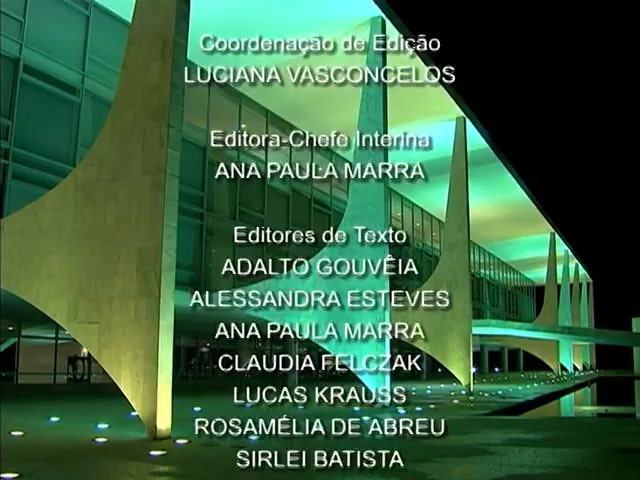 Coordenação de Edição
LUCIANA VASCONCELOS
Editora-Chefe Interina
ANA PAULA MARRA
Editores de Texto
ADALTO GOUVÊIA
ALESSANDRA ESTEVES
ANA PAULA MARRA
CLAUDIA FELCZAK
LUCAS KRAUSS
ROSAMÉLIA DE ABREU
SIRLEI BATISTA